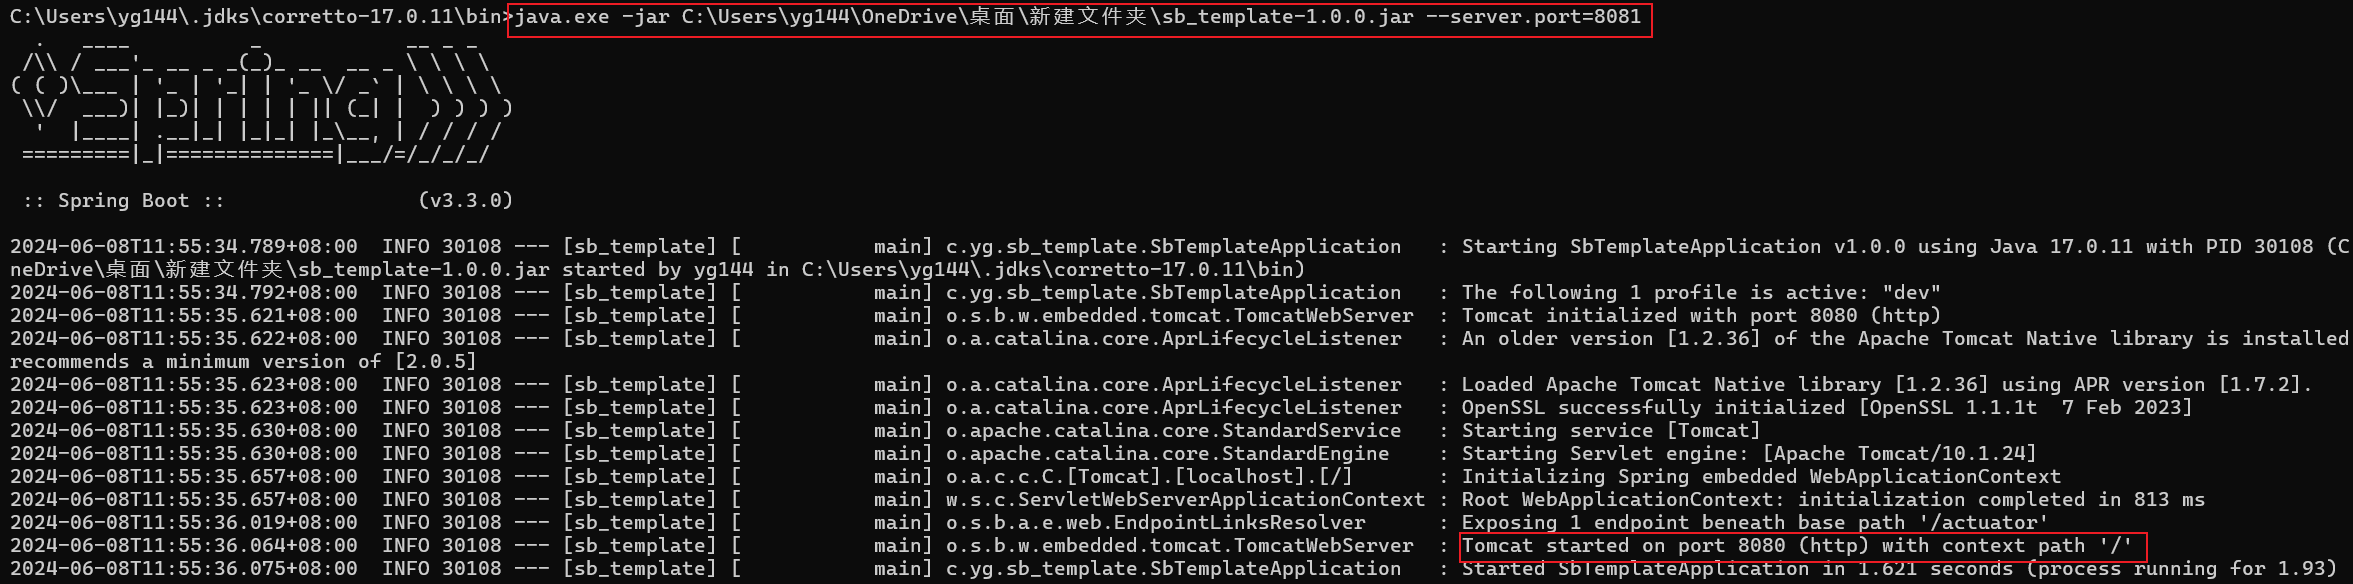 C:\Users\yg144\.jdks\corretto-17.0.11\bin>java.exe -jar C:\Users\yg144\OneDrive\桌面\新建文件夹\sb_template-1.0.0.jar --server.port=8081
  .   ____          _            __ _ _
 /\\ / ___'_ __ _ _(_)_ __  __ _ \ \ \ \
( ( )\___ | '_ | '_| | '_ \/ _` | \ \ \ \
 \\/  ___)| |_)| | | | | || (_| |  ) ) ) )
  '  |____| .__|_| |_|_| |_\__, | / / / /
 =========|_|==============|___/=/_/_/_/

 :: Spring Boot ::                (v3.3.0)

2024-06-08T11:55:34.789+08:00  INFO 30108 --- [sb_template] [           main] c.yg.sb_template.SbTemplateApplication   : Starting SbTemplateApplication v1.0.0 using Java 17.0.11 with PID 30108 (C
neDrive\桌面\新建文件夹\sb_template-1.0.0.jar started by yg144 in C:\Users\yg144\.jdks\corretto-17.0.11\bin)
2024-06-08T11:55:34.792+08:00  INFO 30108 --- [sb_template] [           main] c.yg.sb_template.SbTemplateApplication   : The following 1 profile is active: "dev"
2024-06-08T11:55:35.621+08:00  INFO 30108 --- [sb_template] [           main] o.s.b.w.embedded.tomcat.TomcatWebServer  : Tomcat initialized with port 8080 (http)
2024-06-08T11:55:35.622+08:00  INFO 30108 --- [sb_template] [           main] o.a.catalina.core.AprLifecycleListener   : An older version [1.2.36] of the Apache Tomcat Native library is installed
recommends a minimum version of [2.0.5]
2024-06-08T11:55:35.623+08:00  INFO 30108 --- [sb_template] [           main] o.a.catalina.core.AprLifecycleListener   : Loaded Apache Tomcat Native library [1.2.36] using APR version [1.7.2].
2024-06-08T11:55:35.623+08:00  INFO 30108 --- [sb_template] [           main] o.a.catalina.core.AprLifecycleListener   : OpenSSL successfully initialized [OpenSSL 1.1.1t  7 Feb 2023]
2024-06-08T11:55:35.630+08:00  INFO 30108 --- [sb_template] [           main] o.apache.catalina.core.StandardService   : Starting service [Tomcat]
2024-06-08T11:55:35.630+08:00  INFO 30108 --- [sb_template] [           main] o.apache.catalina.core.StandardEngine    : Starting Servlet engine: [Apache Tomcat/10.1.24]
2024-06-08T11:55:35.657+08:00  INFO 30108 --- [sb_template] [           main] o.a.c.c.C.[Tomcat].[localhost].[/]       : Initializing Spring embedded WebApplicationContext
2024-06-08T11:55:35.657+08:00  INFO 30108 --- [sb_template] [           main] w.s.c.ServletWebServerApplicationContext : Root WebApplicationContext: initialization completed in 813 ms
2024-06-08T11:55:36.019+08:00  INFO 30108 --- [sb_template] [           main] o.s.b.a.e.web.EndpointLinksResolver      : Exposing 1 endpoint beneath base path '/actuator'
2024-06-08T11:55:36.064+08:00  INFO 30108 --- [sb_template] [           main] o.s.b.w.embedded.tomcat.TomcatWebServer  : Tomcat started on port 8080 (http) with context path '/'
2024-06-08T11:55:36.075+08:00  INFO 30108 --- [sb_template] [           main] c.yg.sb_template.SbTemplateApplication   : Started SbTemplateApplication in 1.621 seconds (process running for 1.93)